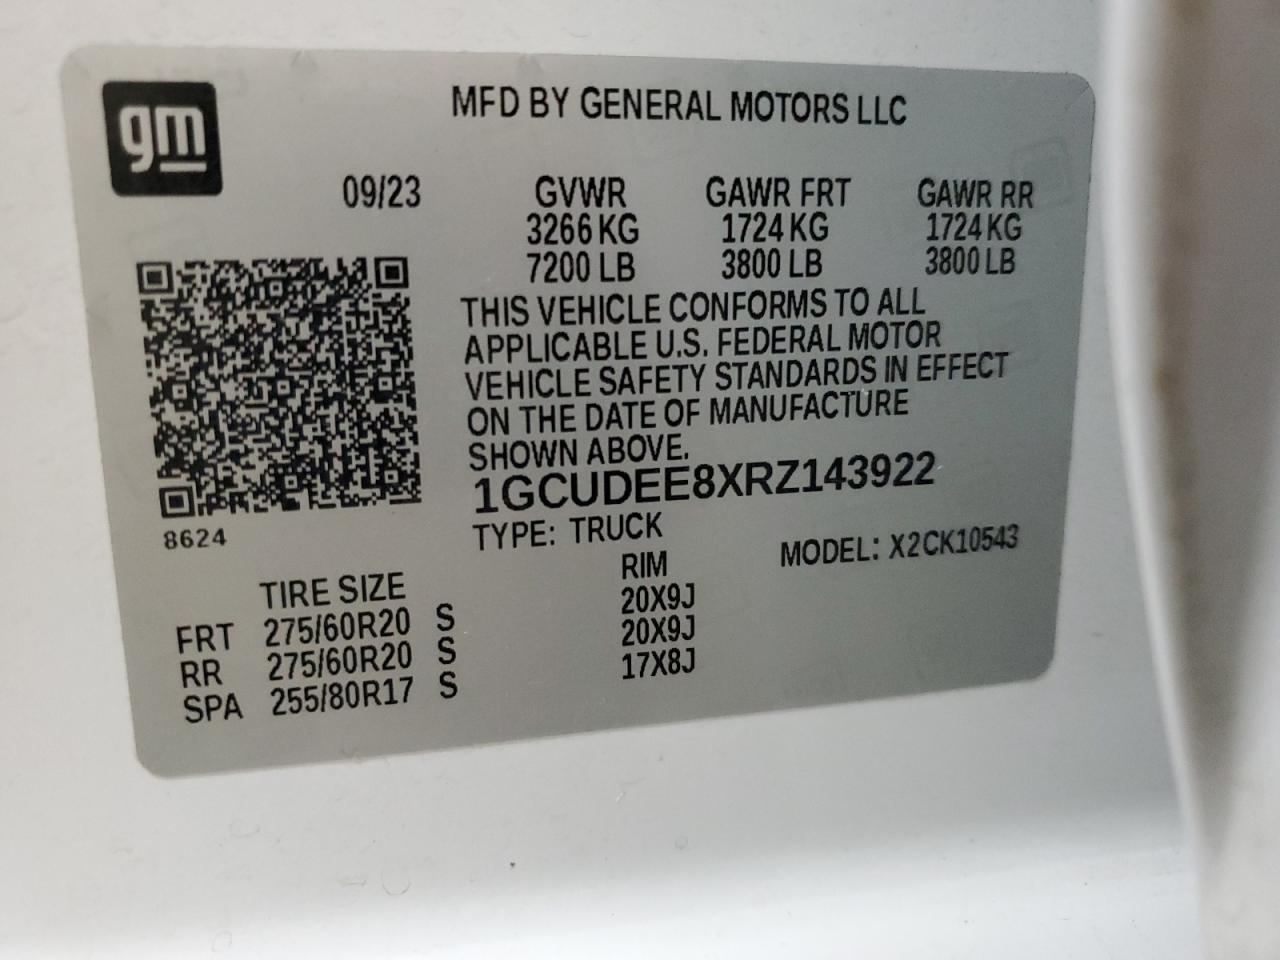 gm
MFD BY GENERAL MOTORS LLC
09/23 GVWR GAWR FRT GAWR RR
3266 KG 1724 KG 1724 KG
7200 LB 3800 LB 3800 LB
THIS VEHICLE CONFORMS TO ALL
APPLICABLE U.S. FEDERAL MOTOR
VEHICLE SAFETY STANDARDS IN EFFECT
ON THE DATE OF MANUFACTURE
SHOWN ABOVE.
1GCUDEE8XRZ143922
8624
TYPE: TRUCK MODEL: X2CK10543
TIRE SIZE RIM
FRT 275/60R20 S 20X9J
RR 275/60R20 S 20X9J
SPA 255/80R17 S 17X8J